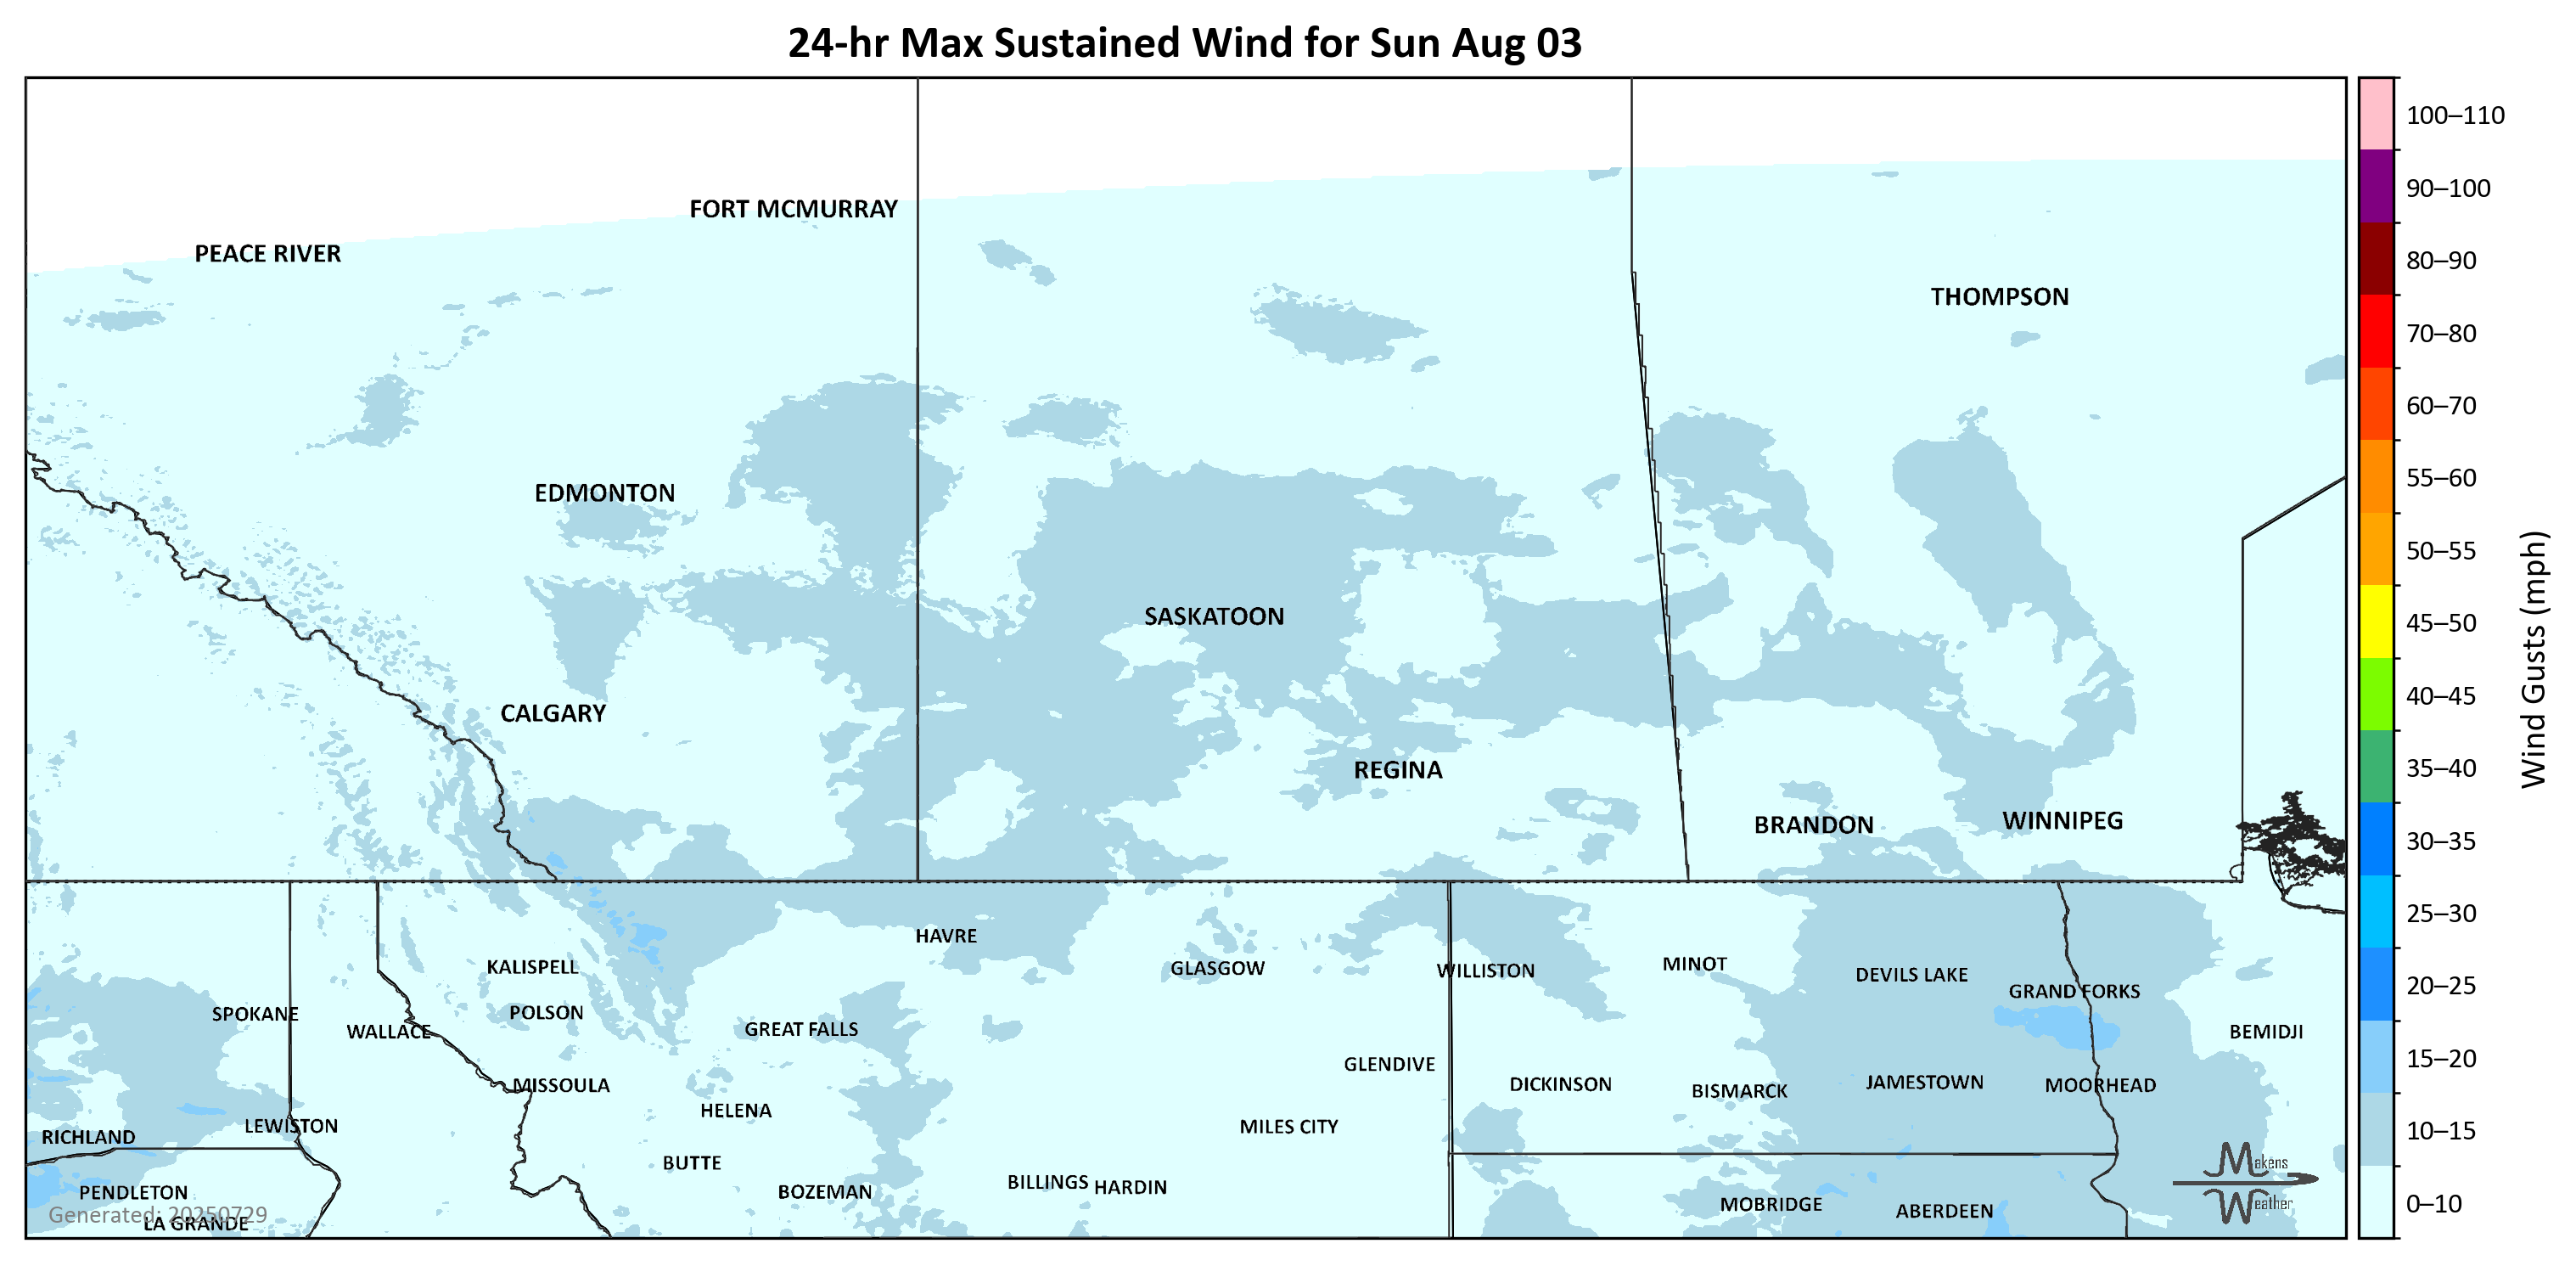 24-hr Max Sustained Wind for Sun Aug 03
100–110
90–100
80–90
70–80
60–70
55–60
50–55
45–50
40–45
35–40
30–35
25–30
20–25
15–20
10–15
0–10
Wind Gusts (mph)
FORT MCMURRAY
PEACE RIVER
THOMPSON
EDMONTON
SASKATOON
CALGARY
REGINA
BRANDON
WINNIPEG
HAVRE
KALISPELL
GLASGOW
WILLISTON
MINOT
DEVILS LAKE
GRAND FORKS
SPOKANE
POLSON
WALLACE
GREAT FALLS
BEMIDJI
GLENDIVE
MISSOULA
DICKINSON
BISMARCK
JAMESTOWN
MOORHEAD
HELENA
LEWISTON
MILES CITY
RICHLAND
BUTTE
PENDLETON
BOZEMAN
BILLINGS
HARDIN
MOBRIDGE
ABERDEEN
Generated: 20250729
LA GRANDE
Makens
Weather